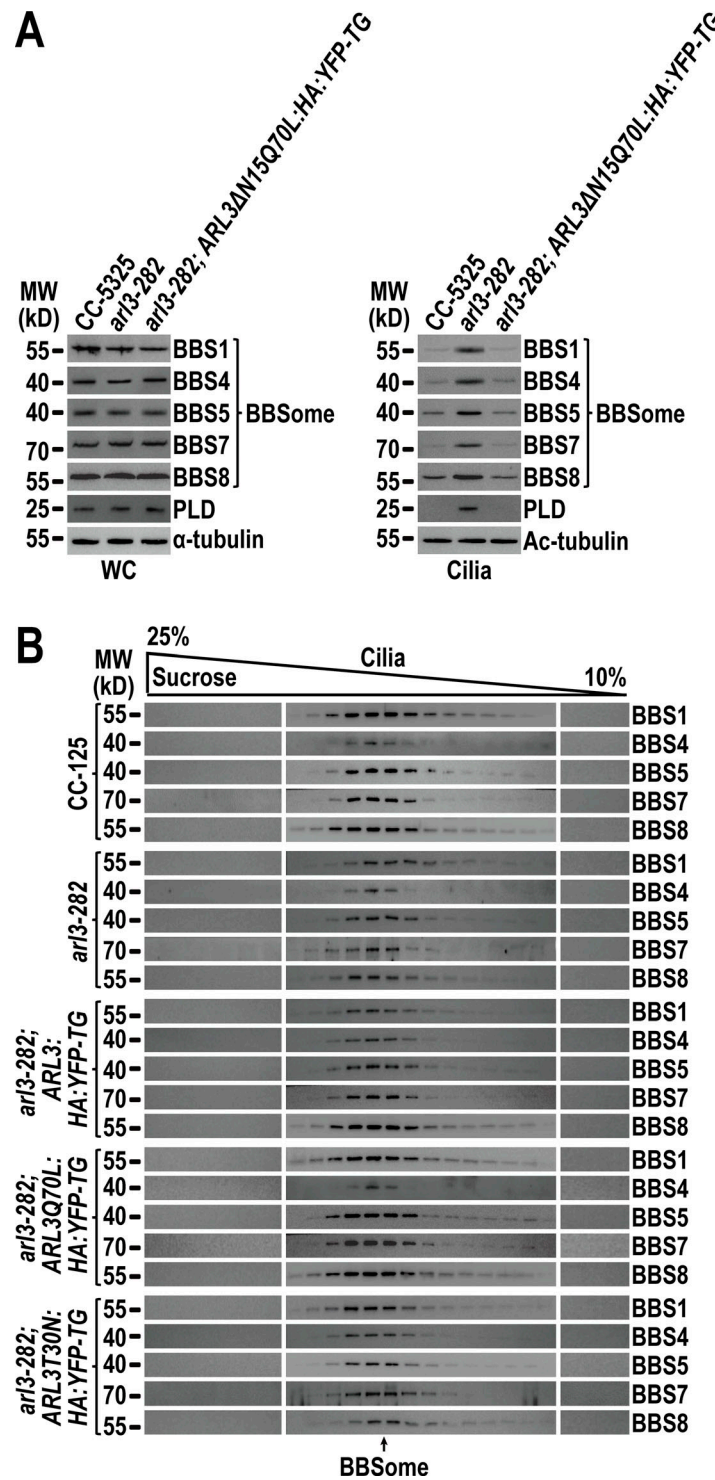 A
CC-5325
arl3-282
arl3-282; ARL3ΔN15Q70L:HA:YFP-TG
MW
(kD)
55
BBS1
40
BBS4
40
BBS5
BBSome
70
BBS7
55
BBS8
25
PLD
55
α-tubulin
WC
CC-5325
arl3-282
arl3-282; ARL3ΔN15Q70L:HA:YFP-TG
MW
(kD)
55
BBS1
40
BBS4
40
BBS5
BBSome
70
BBS7
55
BBS8
25
PLD
55
Ac-tubulin
Cilia
B
MW
(kD)
25%
Sucrose
Cilia
10%
CC-125
55
BBS1
40
BBS4
40
BBS5
70
BBS7
55
BBS8
arl3-282
55
BBS1
40
BBS4
40
BBS5
70
BBS7
55
BBS8
arl3-282;
ARL3:
HA:YFP-TG
55
BBS1
40
BBS4
40
BBS5
70
BBS7
55
BBS8
arl3-282;
ARL3Q70L:
HA:YFP-TG
55
BBS1
40
BBS4
40
BBS5
70
BBS7
55
BBS8
arl3-282;
ARL3T30N:
HA:YFP-TG
55
BBS1
40
BBS4
40
BBS5
70
BBS7
55
BBS8
BBSome